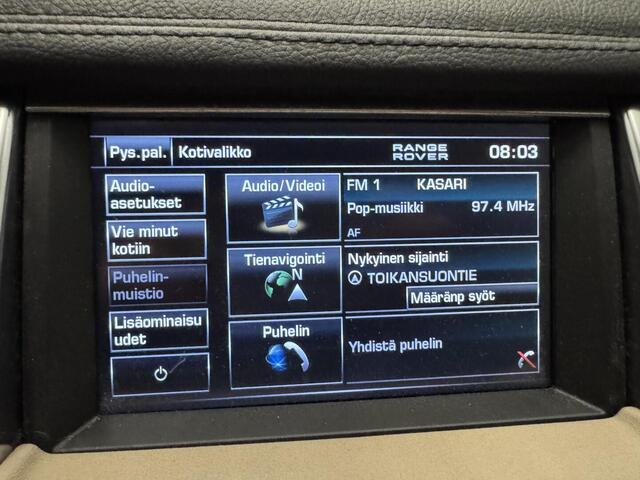 Pys.pal. Kotivalikko RANGE ROVER 08:03
Audio-
asetukset
Vie minut
kotiin
Puhelin-
muistio
Lisäominaisu
udet
Audio/Videoi
Tienavigointi
N
Puhelin
FM 1 KASARI
Pop-musiikki 97.4 MHz
AF
Nykyinen sijainti
TOIKANSUONTIE
Määränp syöt
Yhdistä puhelin